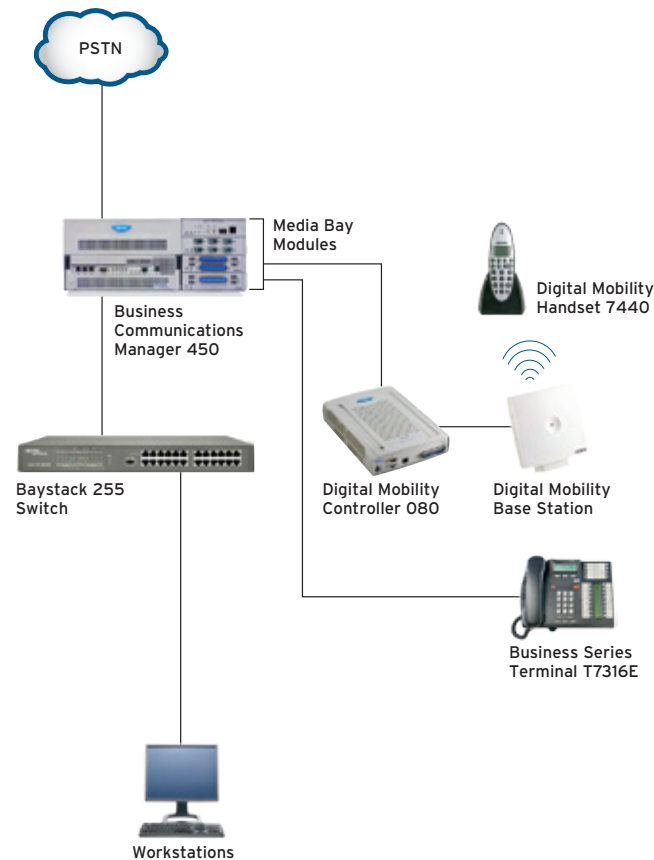 PSTN
Media Bay
Modules
Business
Communications
Manager 450
Digital Mobility
Handset 7440
Baystack 255
Switch
Digital Mobility
Controller 080
Digital Mobility
Base Station
Business Series
Terminal T7316E
Workstations